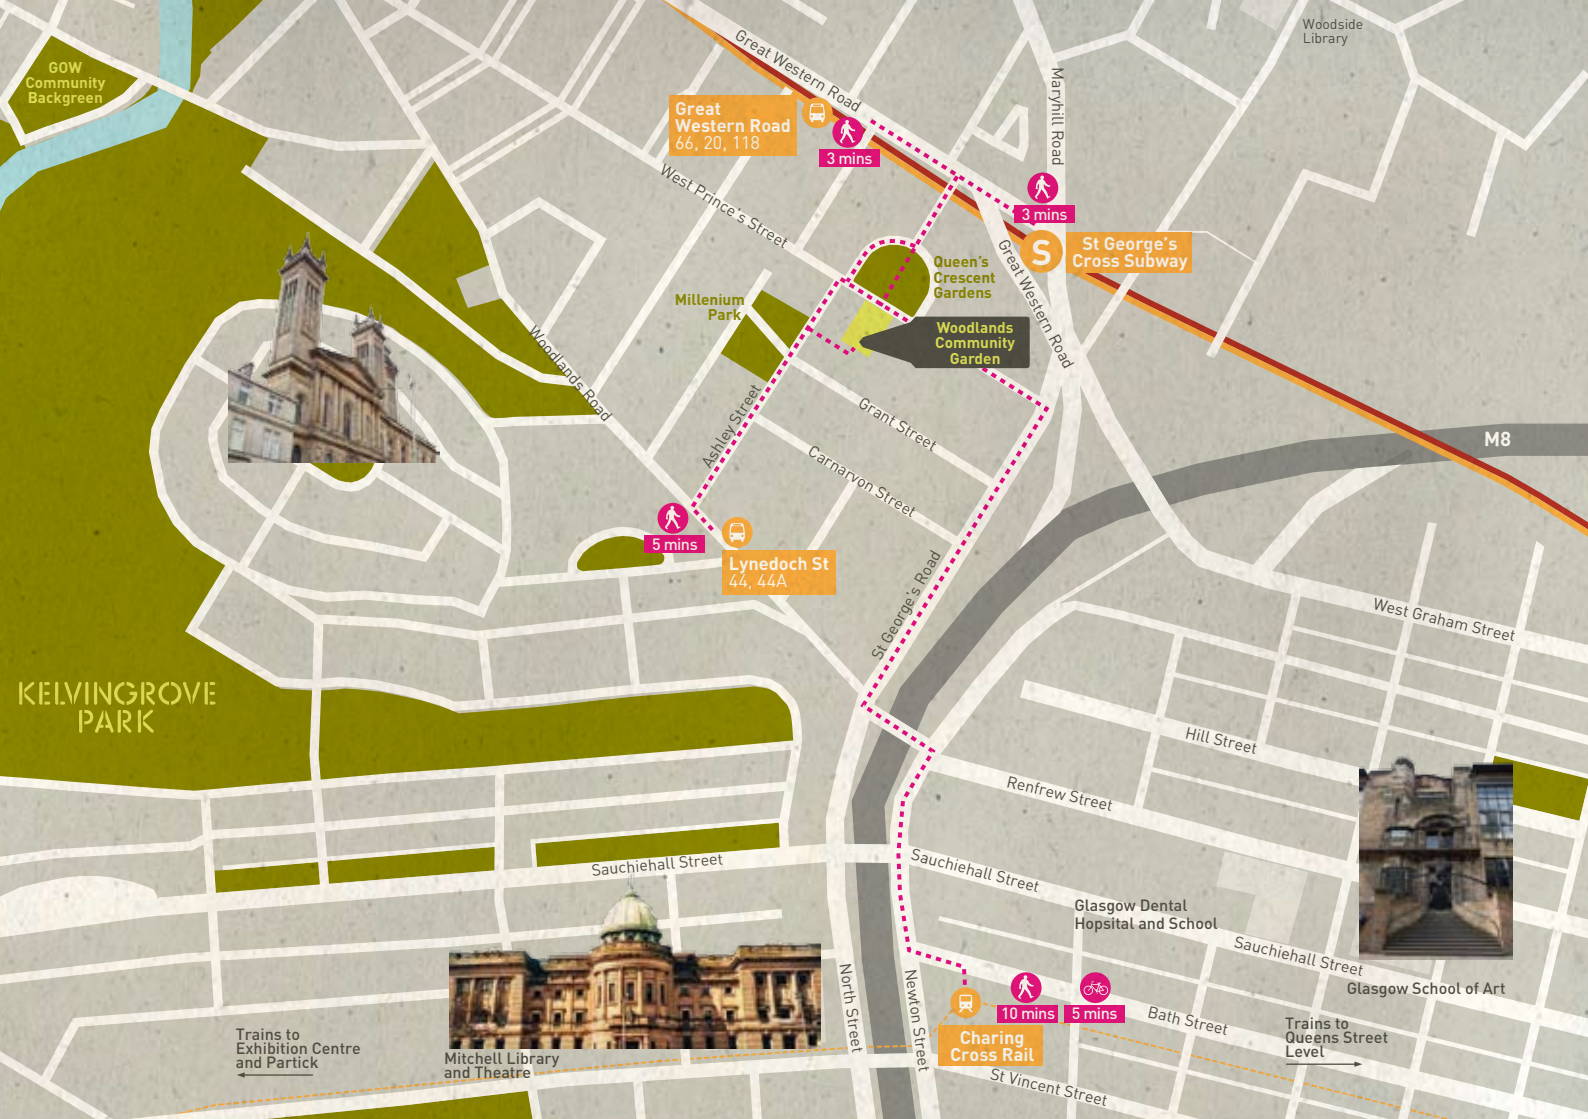 Woodside
Library
GOW
Community
Backgreen
Great Western Road
Maryhill Road
Great
Western Road
66, 20, 118
3 mins
West Prince's Street
3 mins
S
St George's
Cross Subway
Great Western Road
Queen's
Crescent
Gardens
Millenium
Park
Woodlands
Community
Garden
Woodlands Road
Ashley Street
Grant Street
Carnarvon Street
M8
5 mins
Lynedoch St
44, 44A
St George's Road
West Graham Street
KELVINGROVE
PARK
Hill Street
Renfrew Street
Sauchiehall Street
Sauchiehall Street
Glasgow Dental
Hopsital and School
Sauchiehall Street
Glasgow School of Art
North Street
Newton Street
10 mins
5 mins
Bath Street
Charing
Cross Rail
Trains to
Queens Street
Level
Trains to
Exhibition Centre
and Partick
Mitchell Library
and Theatre
St Vincent Street